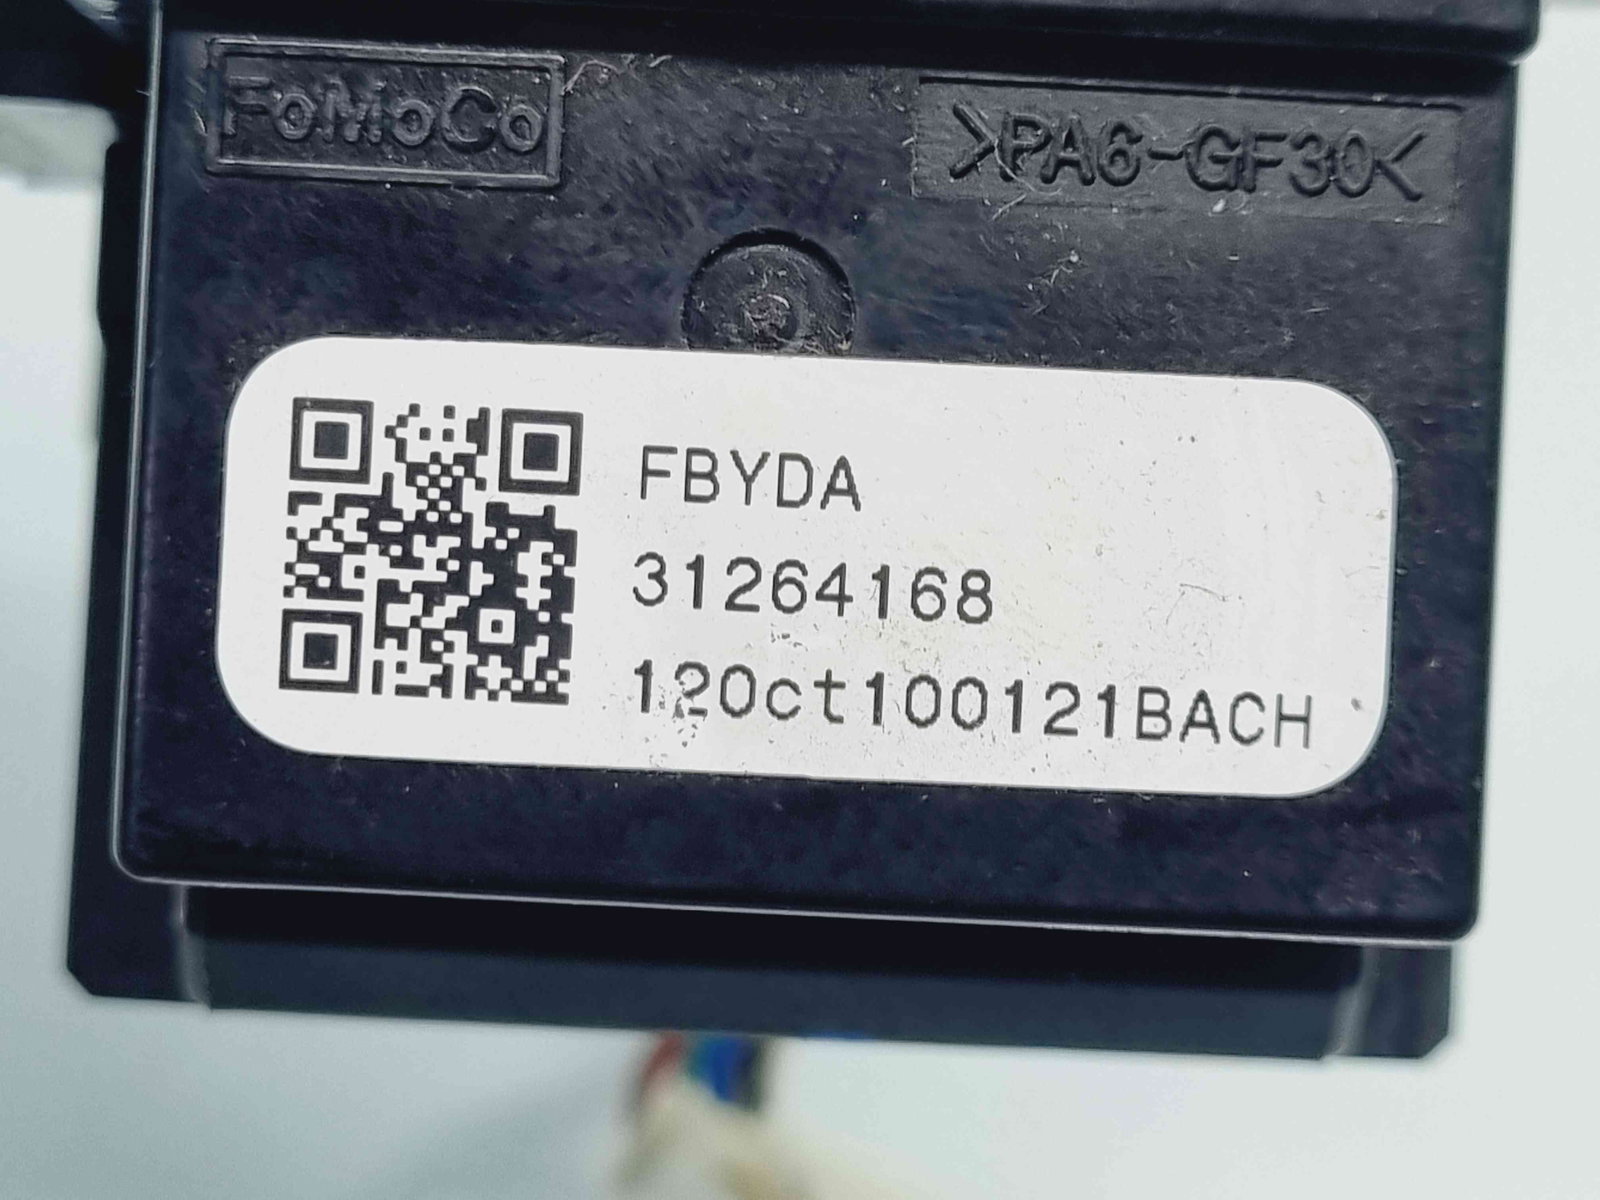 FoMoCo
>PA6-GF30<
FBYDA
31264168
120ct100121BACH